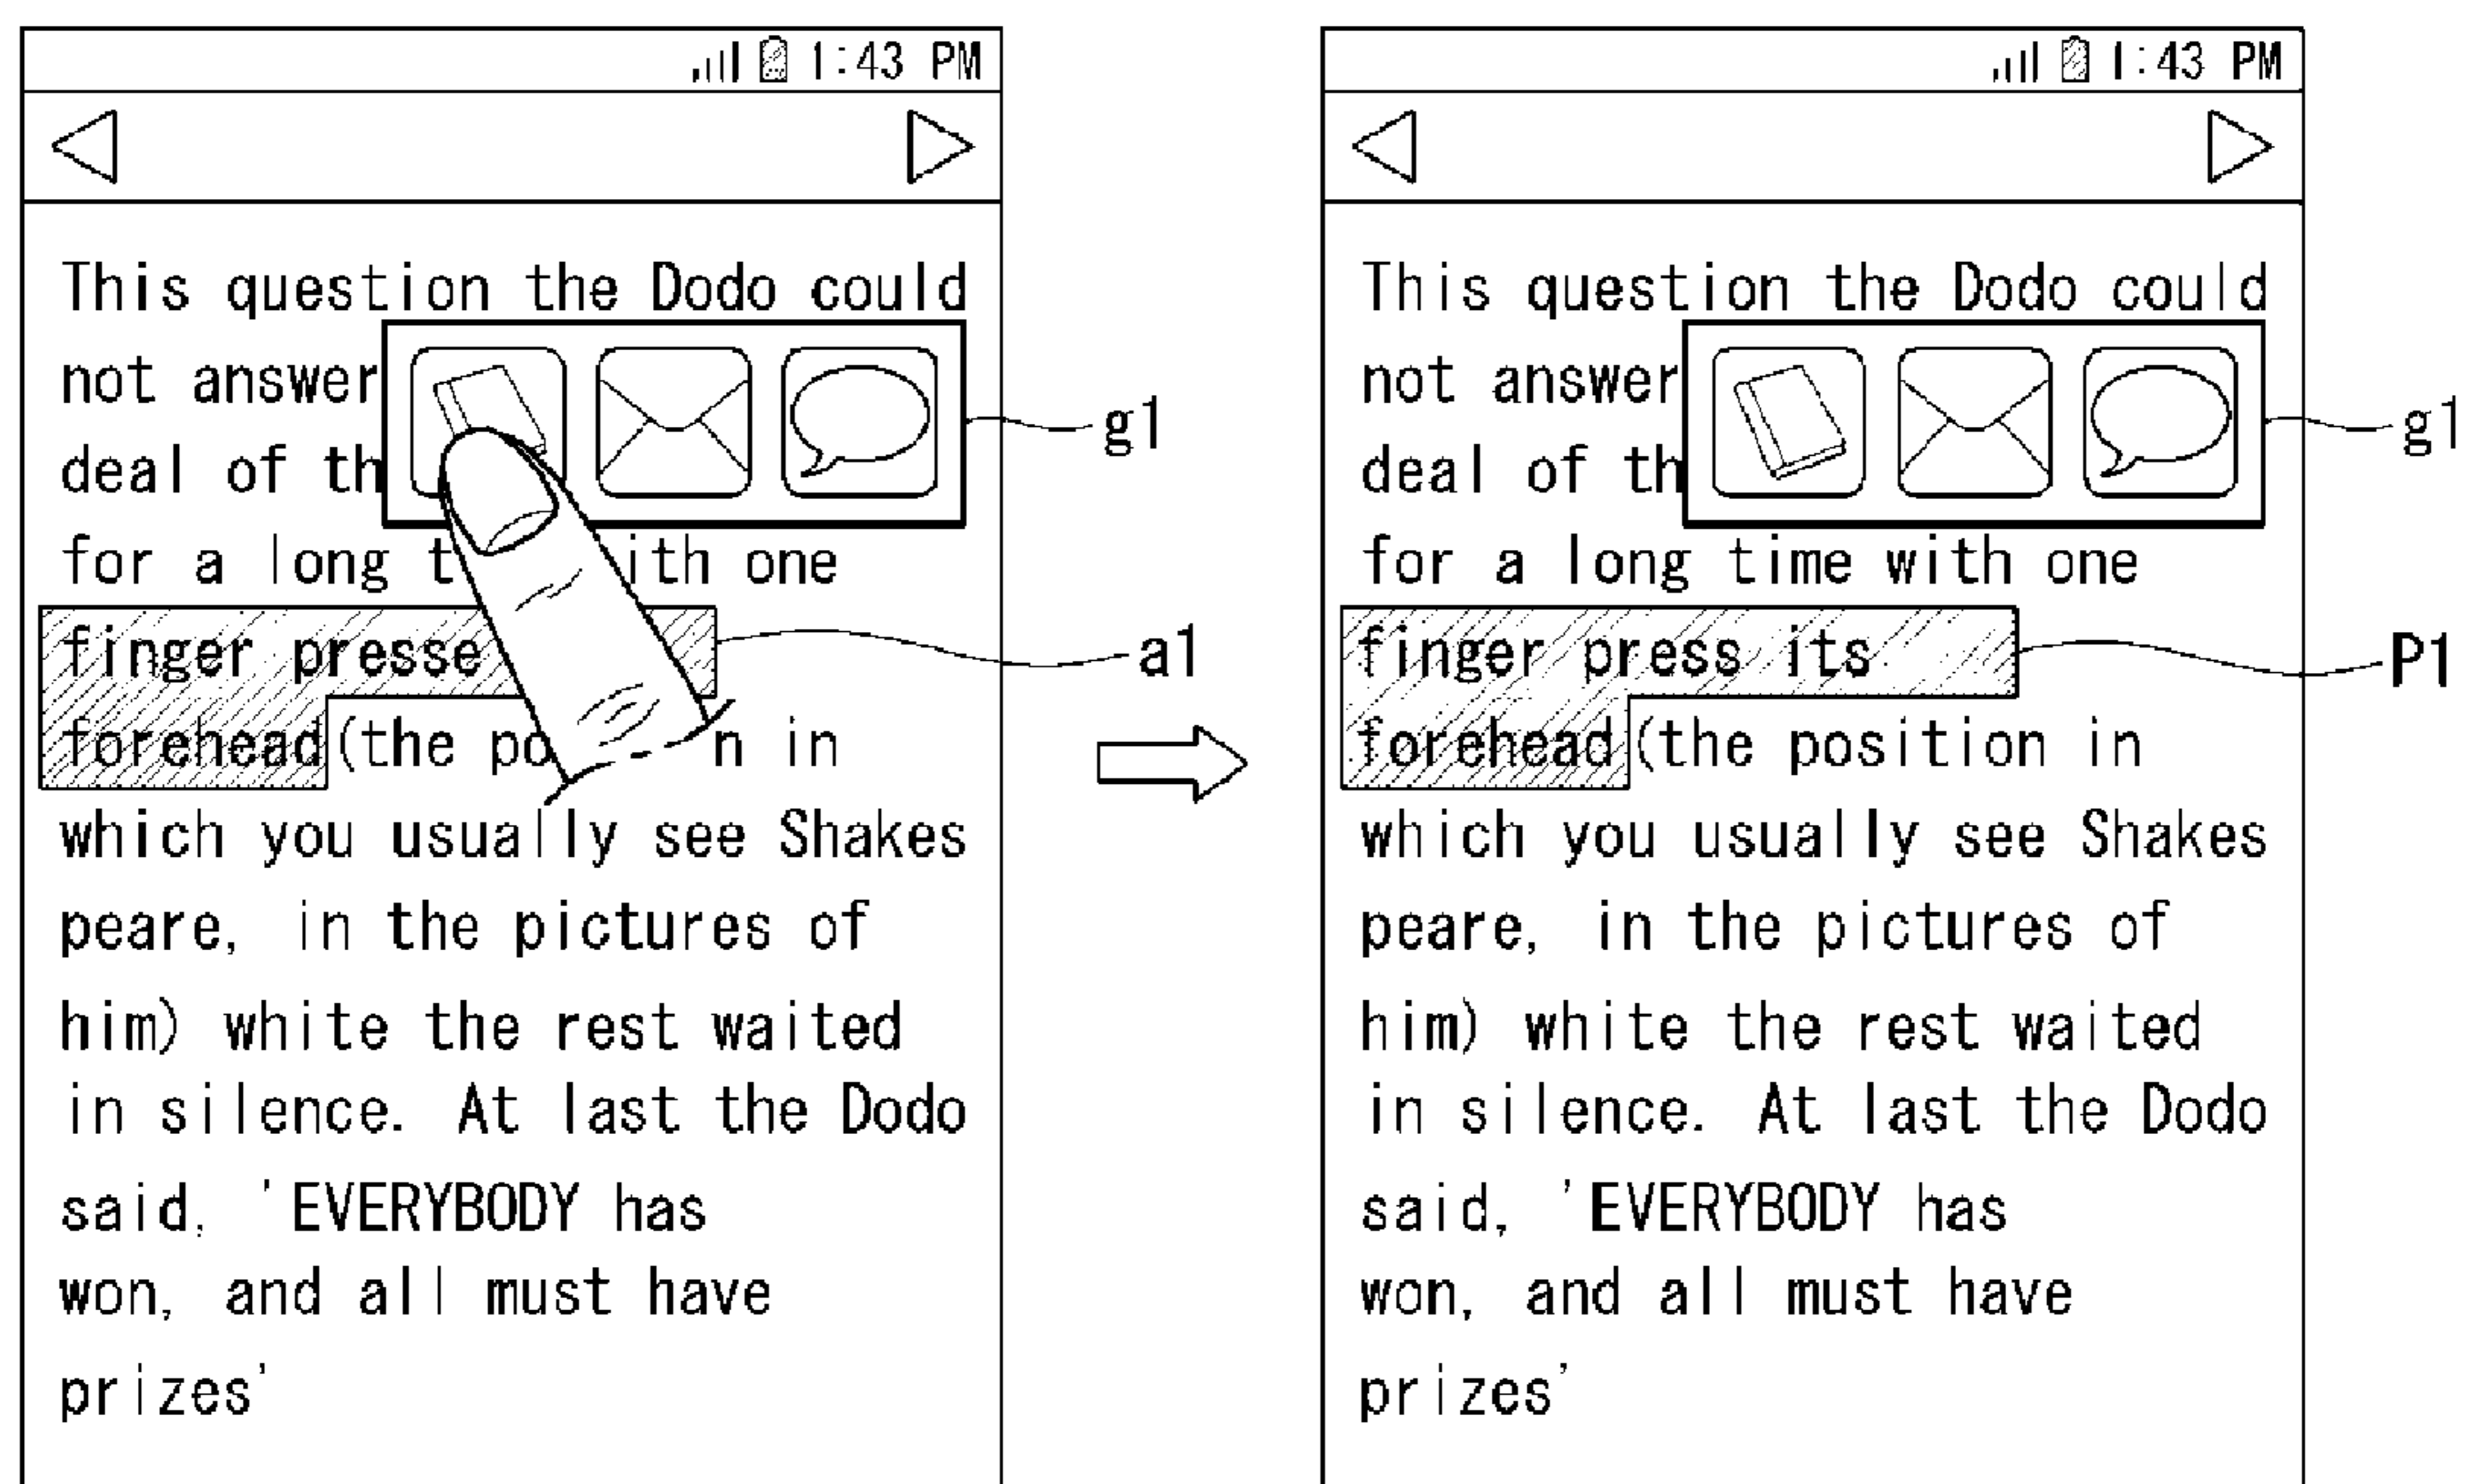 1:43 PM
This question the Dodo could
not answer
deal of th
g1
for a long t ith one
finger presse
a1
forehead(the po n in
which you usually see Shakes
peare, in the pictures of
him) white the rest waited
in silence. At last the Dodo
said, 'EVERYBODY has
won, and all must have
prizes'
1:43 PM
This question the Dodo could
not answer
deal of th
g1
for a long time with one
finger press its
P1
forehead(the position in
which you usually see Shakes
peare, in the pictures of
him) white the rest waited
in silence. At last the Dodo
said, 'EVERYBODY has
won, and all must have
prizes'